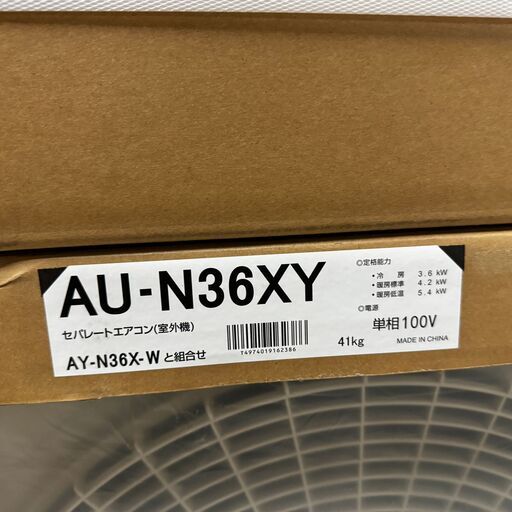 AU-N36XY
セパレートエアコン(室外機)
AY-N36X-W と組合せ
T4974019162386
◎定格能力
・冷 房 3.6 kW
・暖房標準 4.2 kW
・暖房低温 5.4 kW
◎電源
単相100V
41kg
MADE IN CHINA